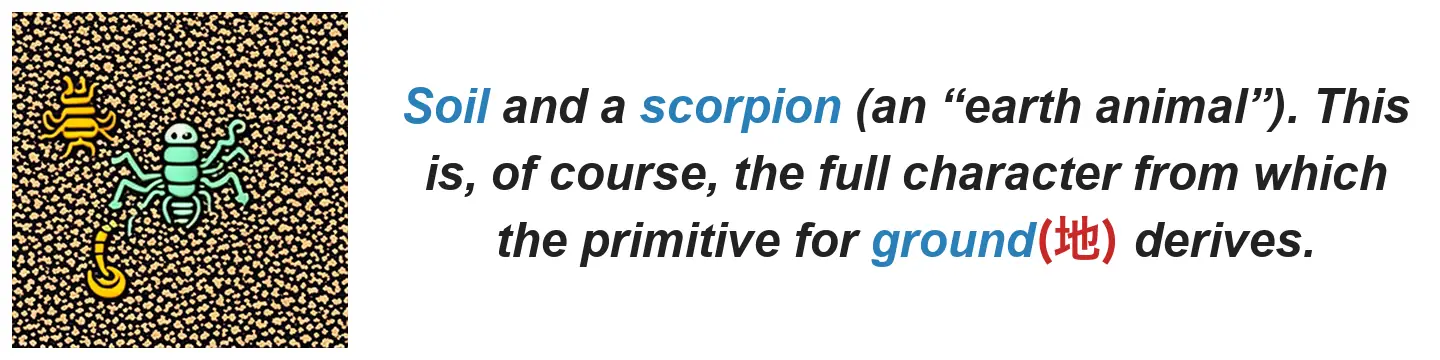 Soil and a scorpion (an “earth animal”). This
is, of course, the full character from which
the primitive for ground(地) derives.